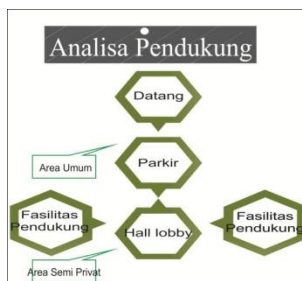 Analisa Pendukung
Datang
Area Umum
Parkir
Fasilitas
Pendukung
Hall lobby
Fasilitas
Pendukung
Area Semi Privat